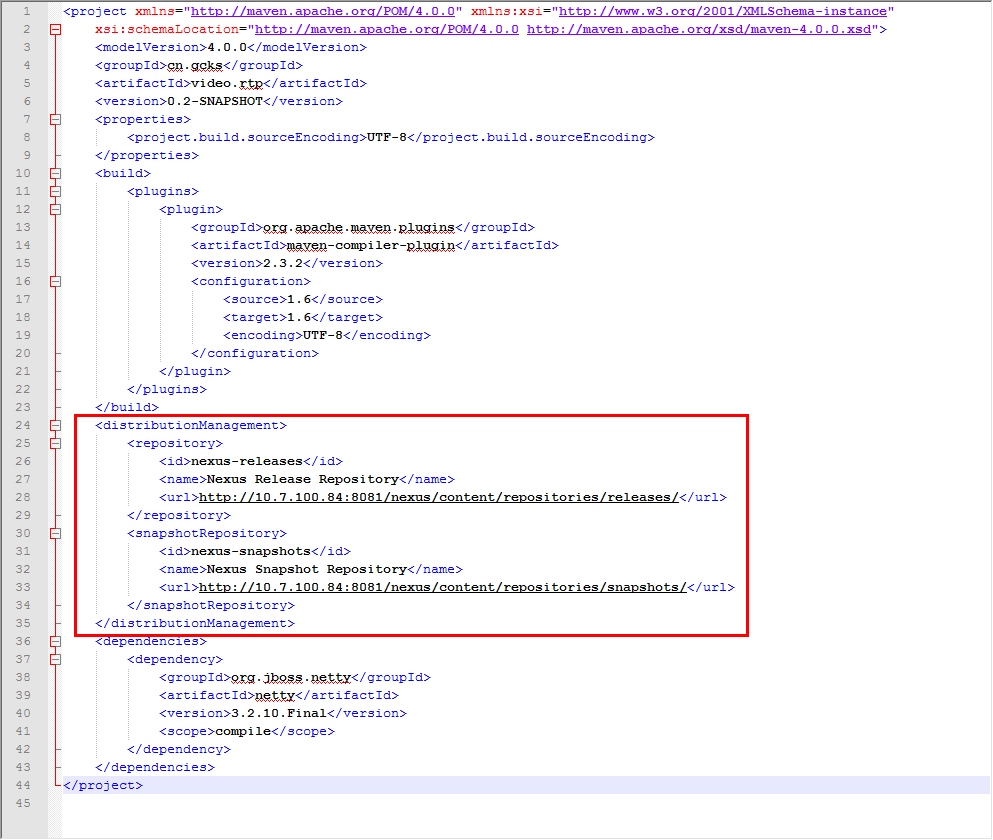 1 <project xmlns="http://maven.apache.org/POM/4.0.0" xmlns:xsi="http://www.w3.org/2001/XMLSchema-instance"
2 xsi:schemaLocation="http://maven.apache.org/POM/4.0.0 http://maven.apache.org/xsd/maven-4.0.0.xsd">
3 <modelVersion>4.0.0</modelVersion>
4 <groupId>cn.gcks</groupId>
5 <artifactId>video.rtp</artifactId>
6 <version>0.2-SNAPSHOT</version>
7 <properties>
8 <project.build.sourceEncoding>UTF-8</project.build.sourceEncoding>
9 </properties>
10 <build>
11 <plugins>
12 <plugin>
13 <groupId>org.apache.maven.plugins</groupId>
14 <artifactId>maven-compiler-plugin</artifactId>
15 <version>2.3.2</version>
16 <configuration>
17 <source>1.6</source>
18 <target>1.6</target>
19 <encoding>UTF-8</encoding>
20 </configuration>
21 </plugin>
22 </plugins>
23 </build>
24 <distributionManagement>
25 <repository>
26 <id>nexus-releases</id>
27 <name>Nexus Release Repository</name>
28 <url>http://10.7.100.84:8081/nexus/content/repositories/releases/</url>
29 </repository>
30 <snapshotRepository>
31 <id>nexus-snapshots</id>
32 <name>Nexus Snapshot Repository</name>
33 <url>http://10.7.100.84:8081/nexus/content/repositories/snapshots/</url>
34 </snapshotRepository>
35 </distributionManagement>
36 <dependencies>
37 <dependency>
38 <groupId>org.jboss.netty</groupId>
39 <artifactId>netty</artifactId>
40 <version>3.2.10.Final</version>
41 <scope>compile</scope>
42 </dependency>
43 </dependencies>
44 </project>
45